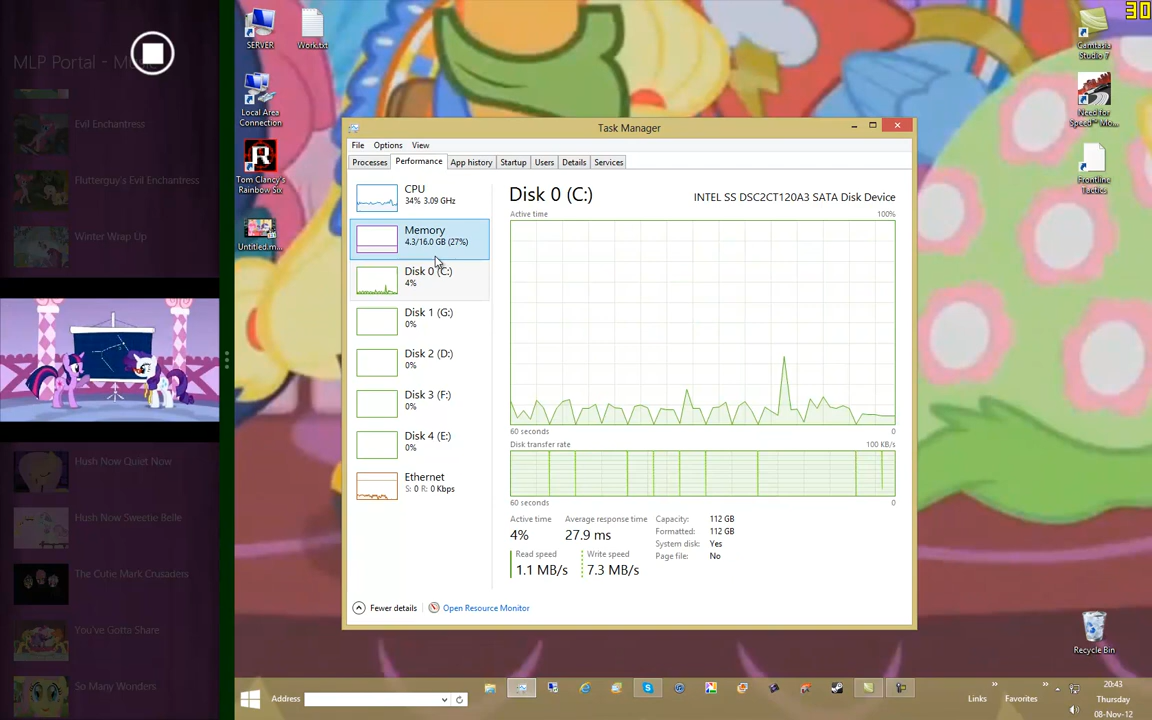 MLP Portal - M
Evil Enchantress
Flutterguy's Evil Enchantress
Winter Wrap Up
Hush Now Quiet Now
Hush Now Sweetie Belle
The Cutie Mark Crusaders
You've Gotta Share
So Many Wonders
30
SERVER
Work.txt
Local Area
Connection
Tom Clancy's
Rainbow Six
Untitled.m...
Camtasia
Studio 7
Need for
Speed™ Mo...
Frontline
Tactics
Recycle Bin
Task Manager
File Options View
Processes Performance App history Startup Users Details Services
CPU
34% 3.09 GHz
Memory
4.3/16.0 GB (27%)
Disk 0 (C:)
4%
Disk 1 (G:)
0%
Disk 2 (D:)
0%
Disk 3 (F:)
0%
Disk 4 (E:)
0%
Ethernet
S: 0 R: 0 Kbps
Disk 0 (C:) INTEL SS DSC2CT120A3 SATA Disk Device
Active time 100%
60 seconds 0
Disk transfer rate 100 KB/s
60 seconds 0
Active time Average response time
4% 27.9 ms
Read speed Write speed
1.1 MB/s 7.3 MB/s
Capacity: 112 GB
Formatted: 112 GB
System disk: Yes
Page file: No
Fewer details Open Resource Monitor
Address
Links » Favorites »
20:43
Thursday
08-Nov-12